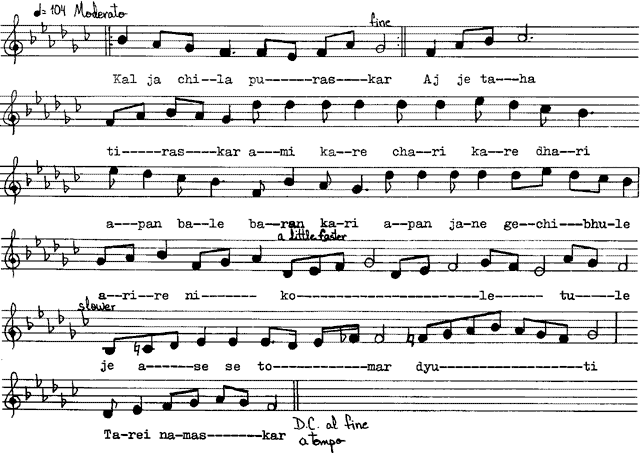 ♩= 104 Moderato
fine
Kal ja chi--la pu------ras----kar Aj je ta---ha
ti-----ras---kar a---mi ka--re cha--ri ka--re dha--ri
a---pan ba--le ba--ran ka-ri a--pan ja-ne ge--chi---bhu-le
a little faster
a--ri--re ni------- ko-----------------------le------ tu----le
slower
je a-----se se to-----------mar dyu-----------------ti
Ta-rei na-mas-------kar
D.C. al fine
a tempo